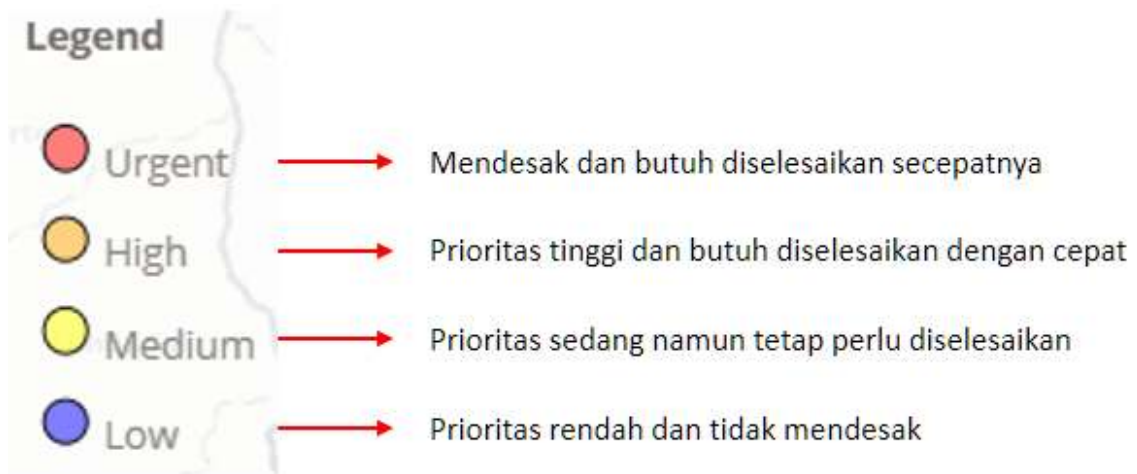 Legend
Urgent Mendesak dan butuh diselesaikan secepatnya
High Prioritas tinggi dan butuh diselesaikan dengan cepat
Medium Prioritas sedang namun tetap perlu diselesaikan
Low Prioritas rendah dan tidak mendesak